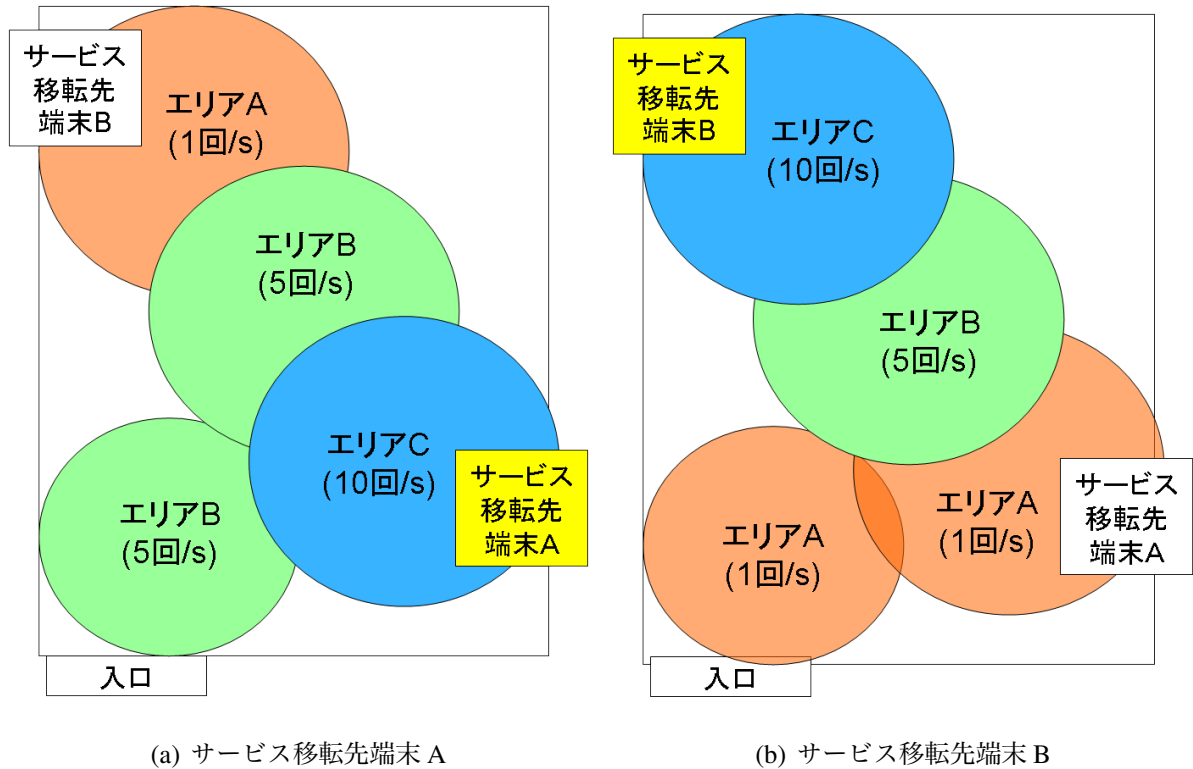 サービス
移転先
端末B
エリアA
(1回/s)
エリアB
(5回/s)
エリアC
(10回/s)
サービス
移転先
端末A
エリアB
(5回/s)
入口
(a) サービス移転先端末 A
サービス
移転先
端末B
エリアC
(10回/s)
エリアB
(5回/s)
エリアA
(1回/s)
サービス
移転先
端末A
エリアA
(1回/s)
入口
(b) サービス移転先端末 B